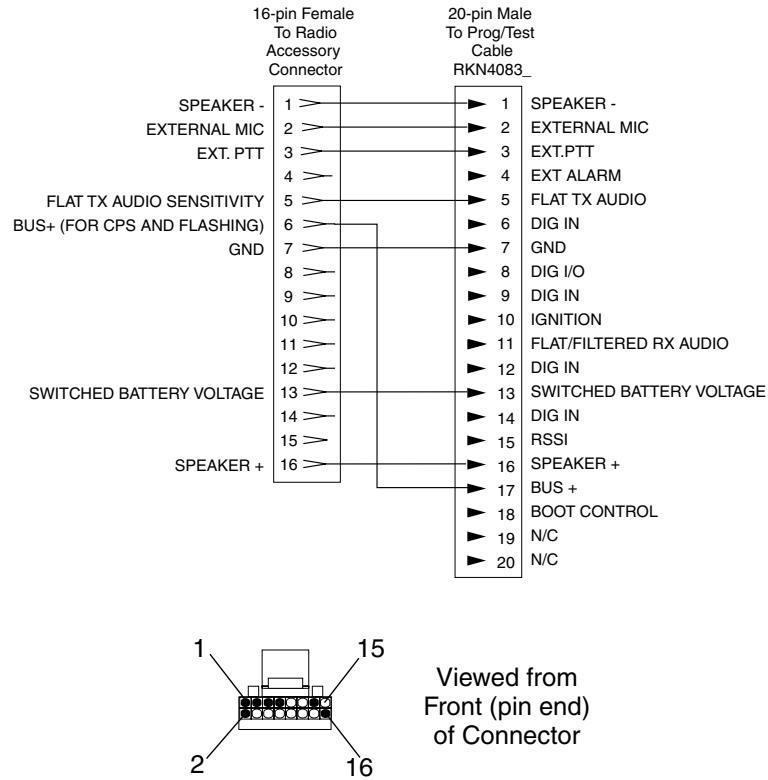 16-pin Female
To Radio
Accessory
Connector
20-pin Male
To Prog/Test
Cable
RKN4083_
SPEAKER - 1 1 SPEAKER -
EXTERNAL MIC 2 2 EXTERNAL MIC
EXT. PTT 3 3 EXT.PTT
4 4 EXT ALARM
FLAT TX AUDIO SENSITIVITY 5 5 FLAT TX AUDIO
BUS+ (FOR CPS AND FLASHING) 6 6 DIG IN
GND 7 7 GND
8 8 DIG I/O
9 9 DIG IN
10 10 IGNITION
11 11 FLAT/FILTERED RX AUDIO
12 12 DIG IN
SWITCHED BATTERY VOLTAGE 13 13 SWITCHED BATTERY VOLTAGE
14 14 DIG IN
15 15 RSSI
SPEAKER + 16 16 SPEAKER +
17 BUS +
18 BOOT CONTROL
19 N/C
20 N/C
1 15
2 16
Viewed from
Front (pin end)
of Connector